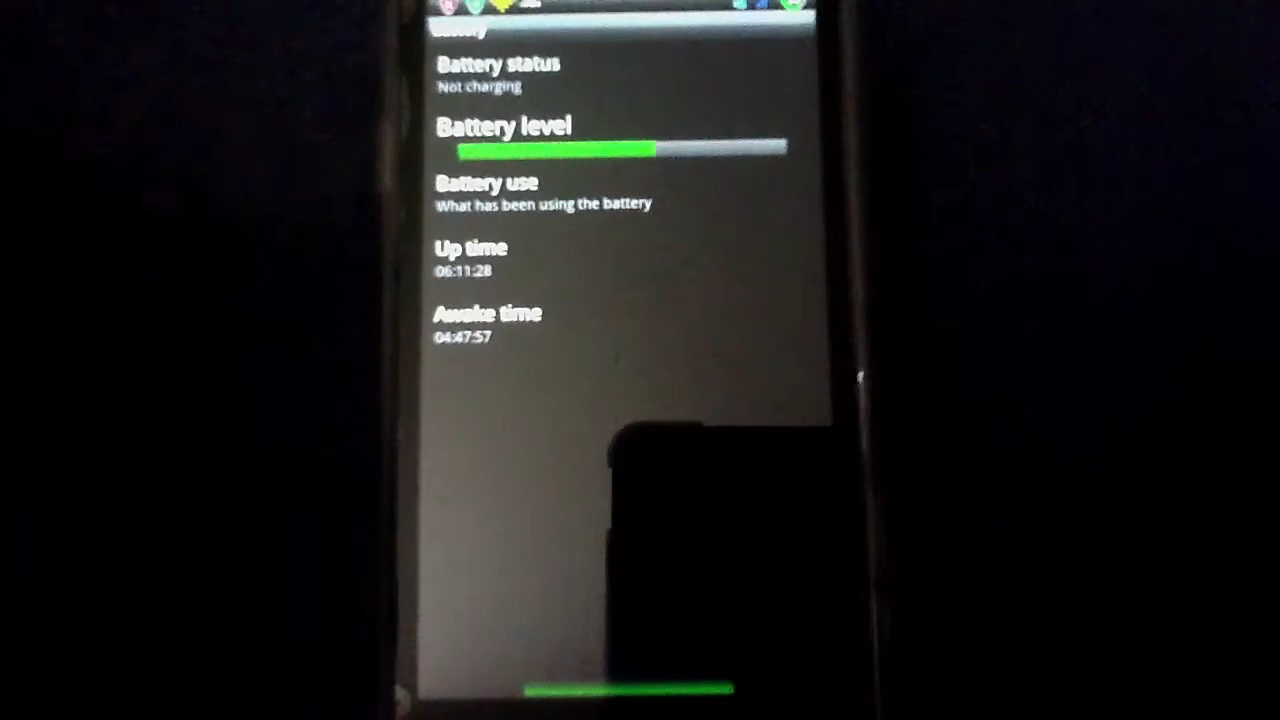 Battery
Battery status
Not charging
Battery level
Battery use
What has been using the battery
Up time
06:11:28
Awake time
04:47:57